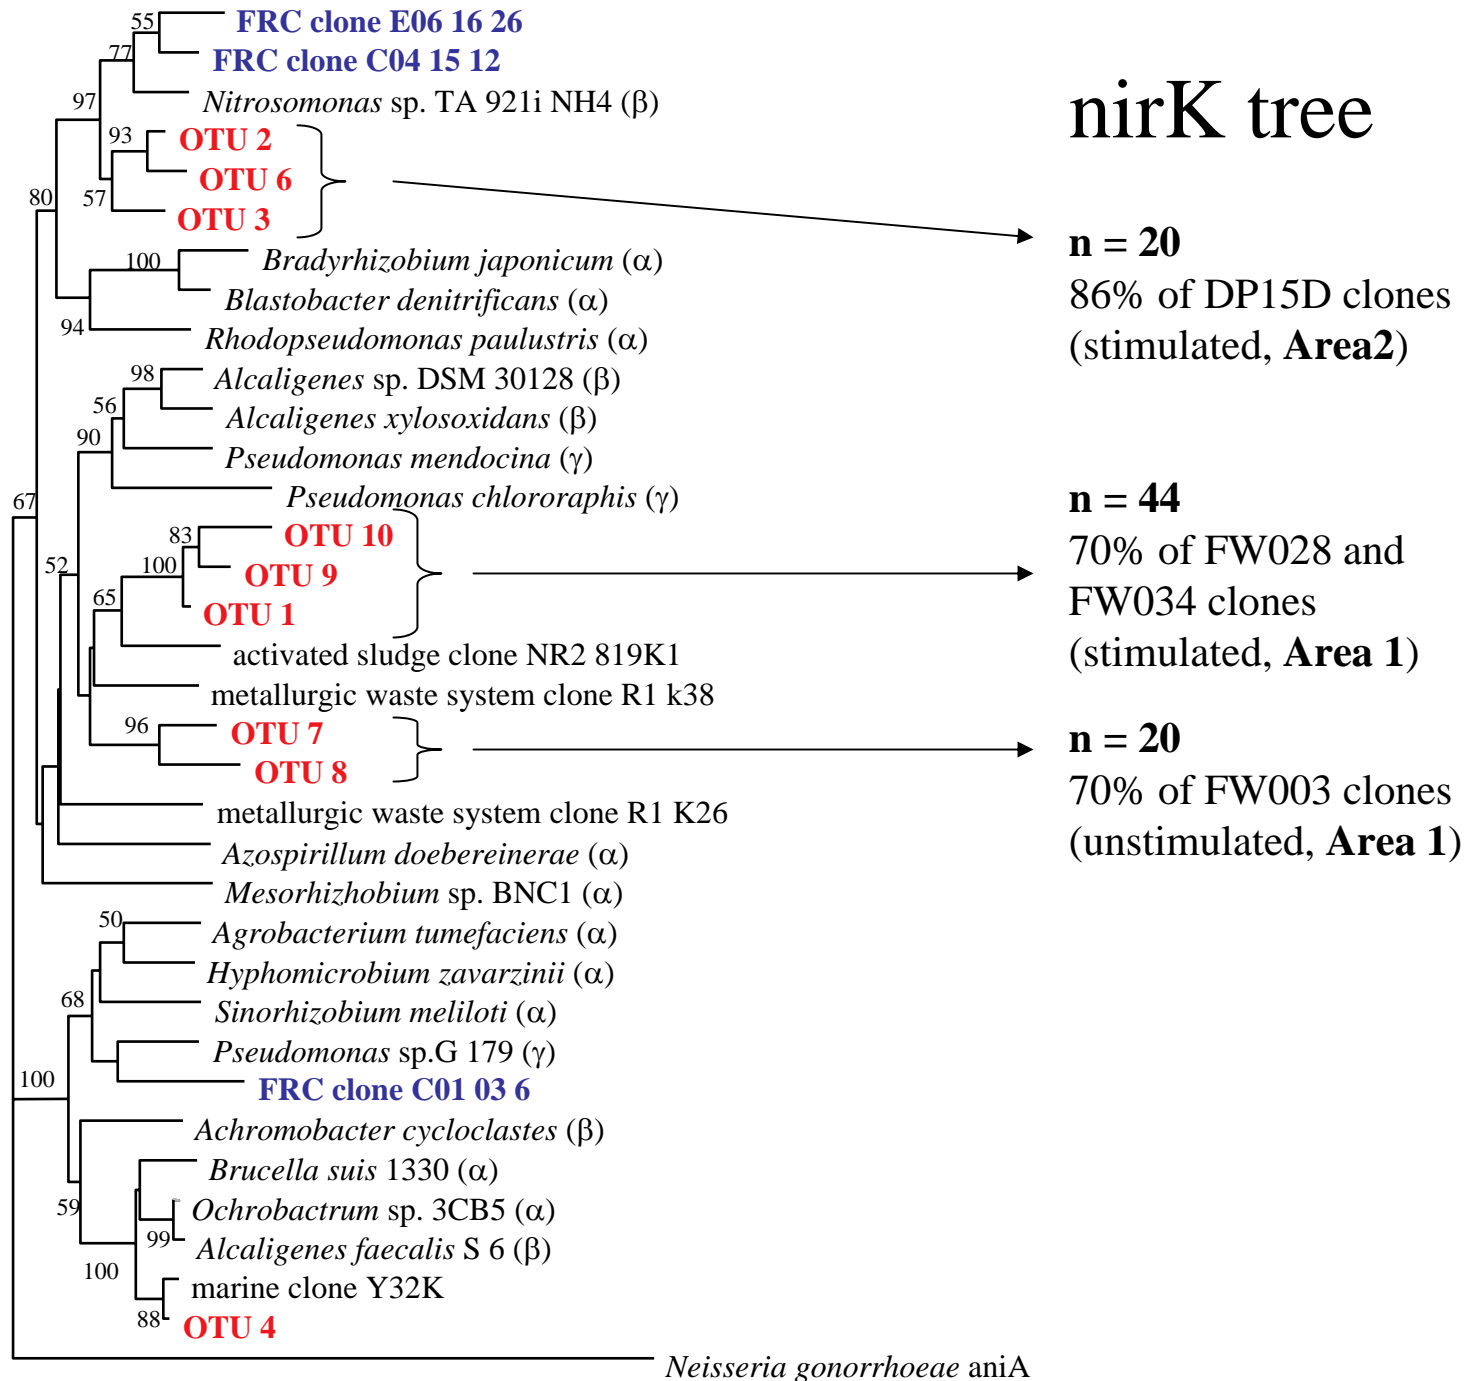 nirK tree
55
FRC clone E06 16 26
FRC clone C04 15 12
77
Nitrosomonas sp. TA 921i NH4 (β)
97
93
OTU 2
OTU 6
57
OTU 3
80
Bradyrhizobium japonicum (α)
100
Blastobacter denitrificans (α)
94
Rhodopseudomonas paulustris (α)
98
Alcaligenes sp. DSM 30128 (β)
56
Alcaligenes xylosoxidans (β)
90
Pseudomonas mendocina (γ)
67
Pseudomonas chlororaphis (γ)
83
OTU 10
52
100
OTU 9
65
OTU 1
activated sludge clone NR2 819K1
metallurgic waste system clone R1 k38
96
OTU 7
OTU 8
metallurgic waste system clone R1 K26
Azospirillum doebereinerae (α)
Mesorhizhobium sp. BNC1 (α)
50
Agrobacterium tumefaciens (α)
Hyphomicrobium zavarzinii (α)
68
Sinorhizobium meliloti (α)
Pseudomonas sp.G 179 (γ)
100
FRC clone C01 03 6
Achromobacter cycloclastes (β)
Brucella suis 1330 (α)
59
Ochrobactrum sp. 3CB5 (α)
99
Alcaligenes faecalis S 6 (β)
100
marine clone Y32K
88
OTU 4
Neisseria gonorrhoeae aniA
n = 20
86% of DP15D clones
(stimulated, Area2)
n = 44
70% of FW028 and
FW034 clones
(stimulated, Area 1)
n = 20
70% of FW003 clones
(unstimulated, Area 1)